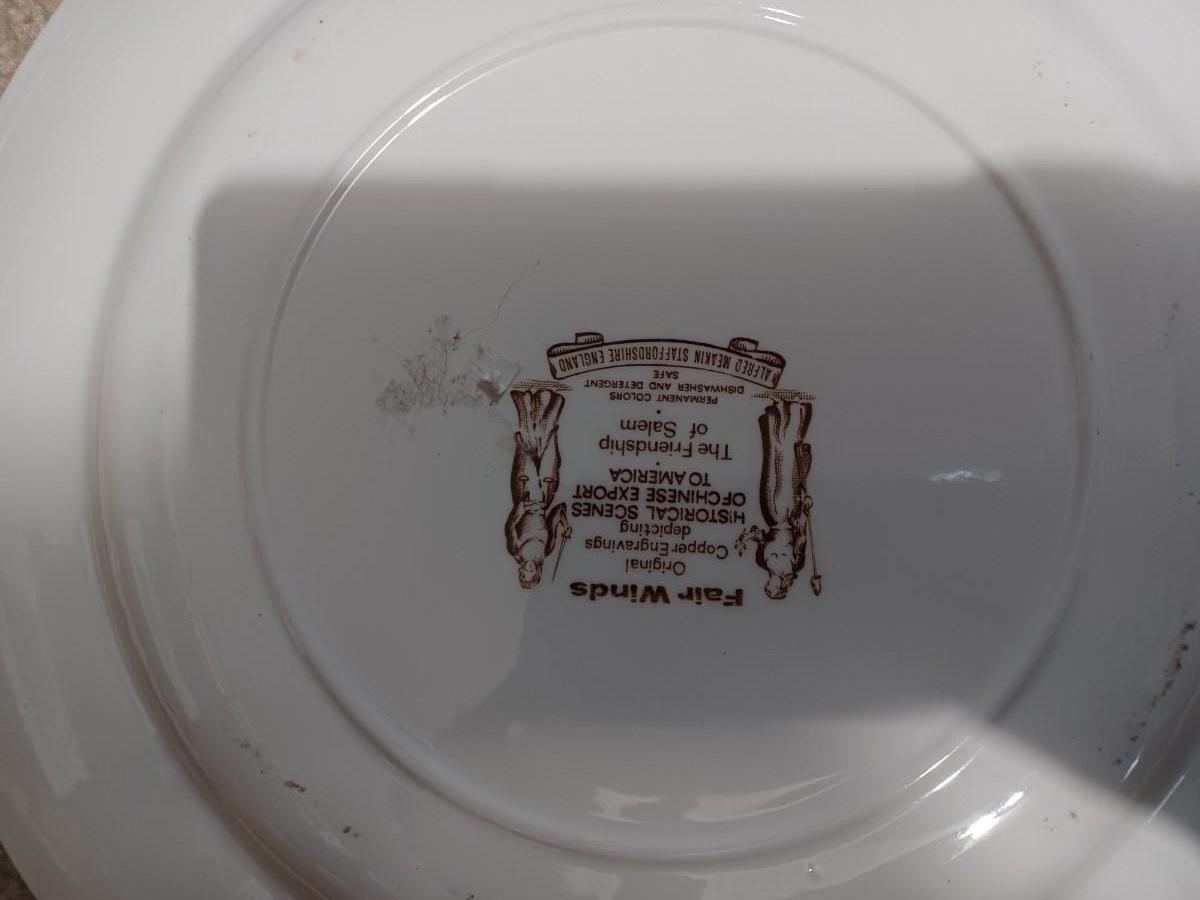 Fair Winds
Original
Copper Engravings
depicting
HISTORICAL SCENES
OF CHINESE EXPORT
TO AMERICA
•
The Friendship
of Salem
•
PERMANENT COLORS
DISHWASHER AND DETERGENT
SAFE
ALFRED MEAKIN STAFFORDSHIRE ENGLAND